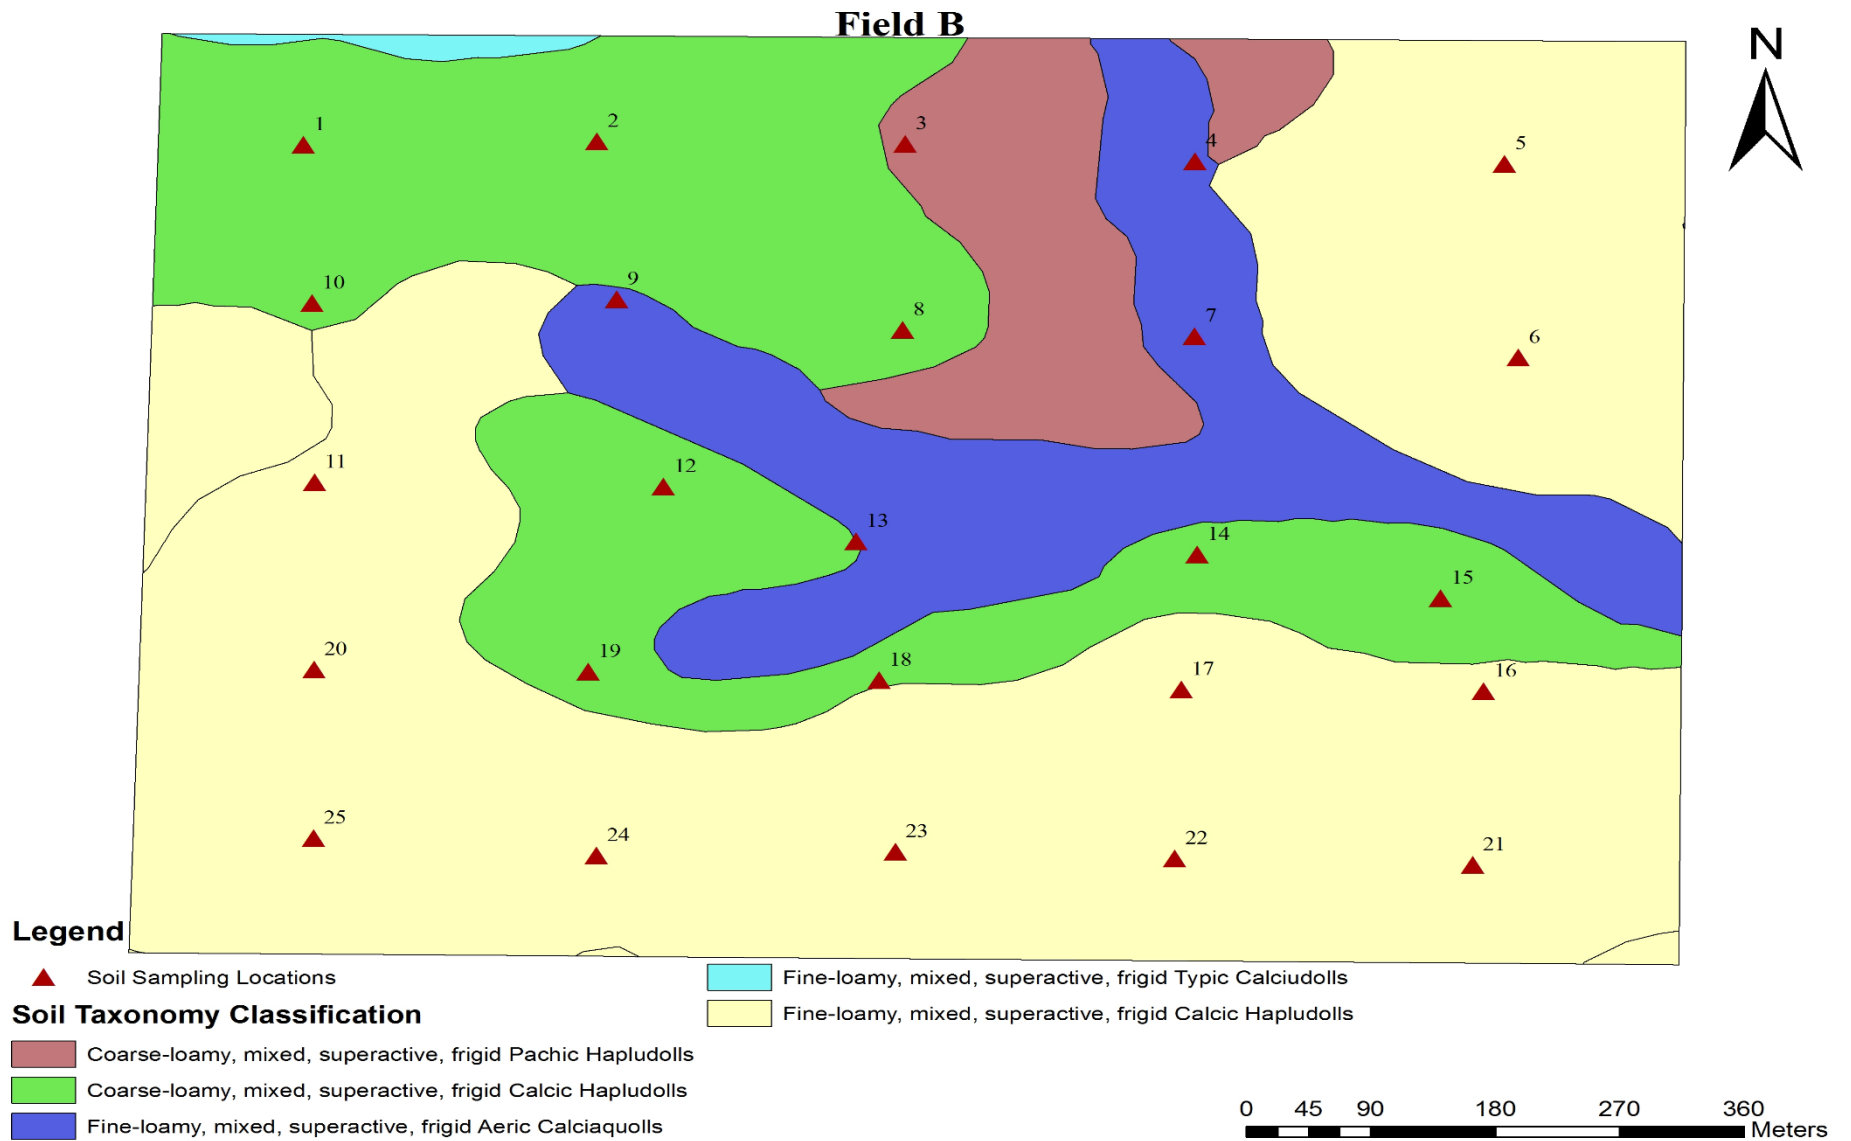 Field B
N
1
2
3
4
5
10
9
8
7
6
11
12
13
14
15
20
19
18
17
16
25
24
23
22
21
Legend
Soil Sampling Locations
Soil Taxonomy Classification
Coarse-loamy, mixed, superactive, frigid Pachic Hapludolls
Coarse-loamy, mixed, superactive, frigid Calcic Hapludolls
Fine-loamy, mixed, superactive, frigid Aeric Calciaquolls
Fine-loamy, mixed, superactive, frigid Typic Calciudolls
Fine-loamy, mixed, superactive, frigid Calcic Hapludolls
0 45 90 180 270 360
Meters